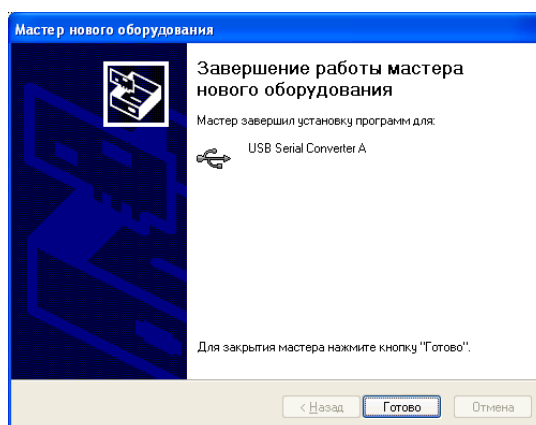 Мастер нового оборудования
Завершение работы мастера
нового оборудования
Мастер завершил установку программ для:
USB Serial Converter A
Для закрытия мастера нажмите кнопку "Готово".
< Назад
Готово
Отмена